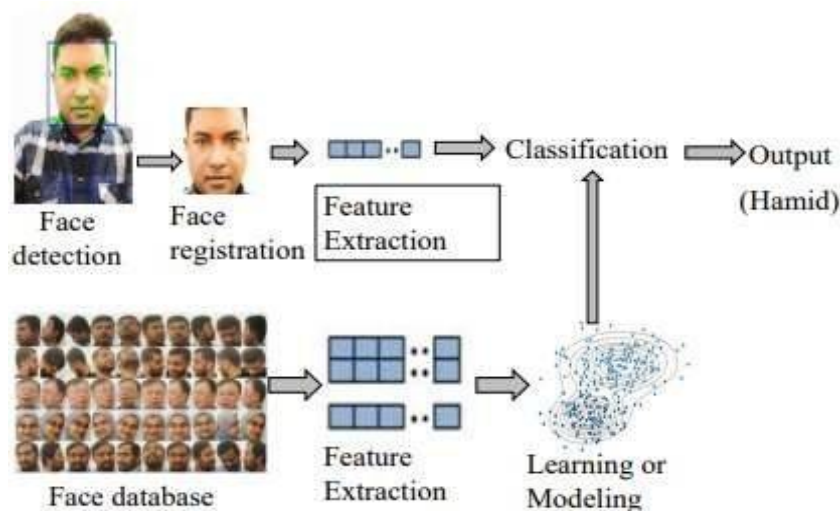 Face
detection
Face
registration
Feature
Extraction
Classification
Output
(Hamid)
Face database
Feature
Extraction
Learning or
Modeling